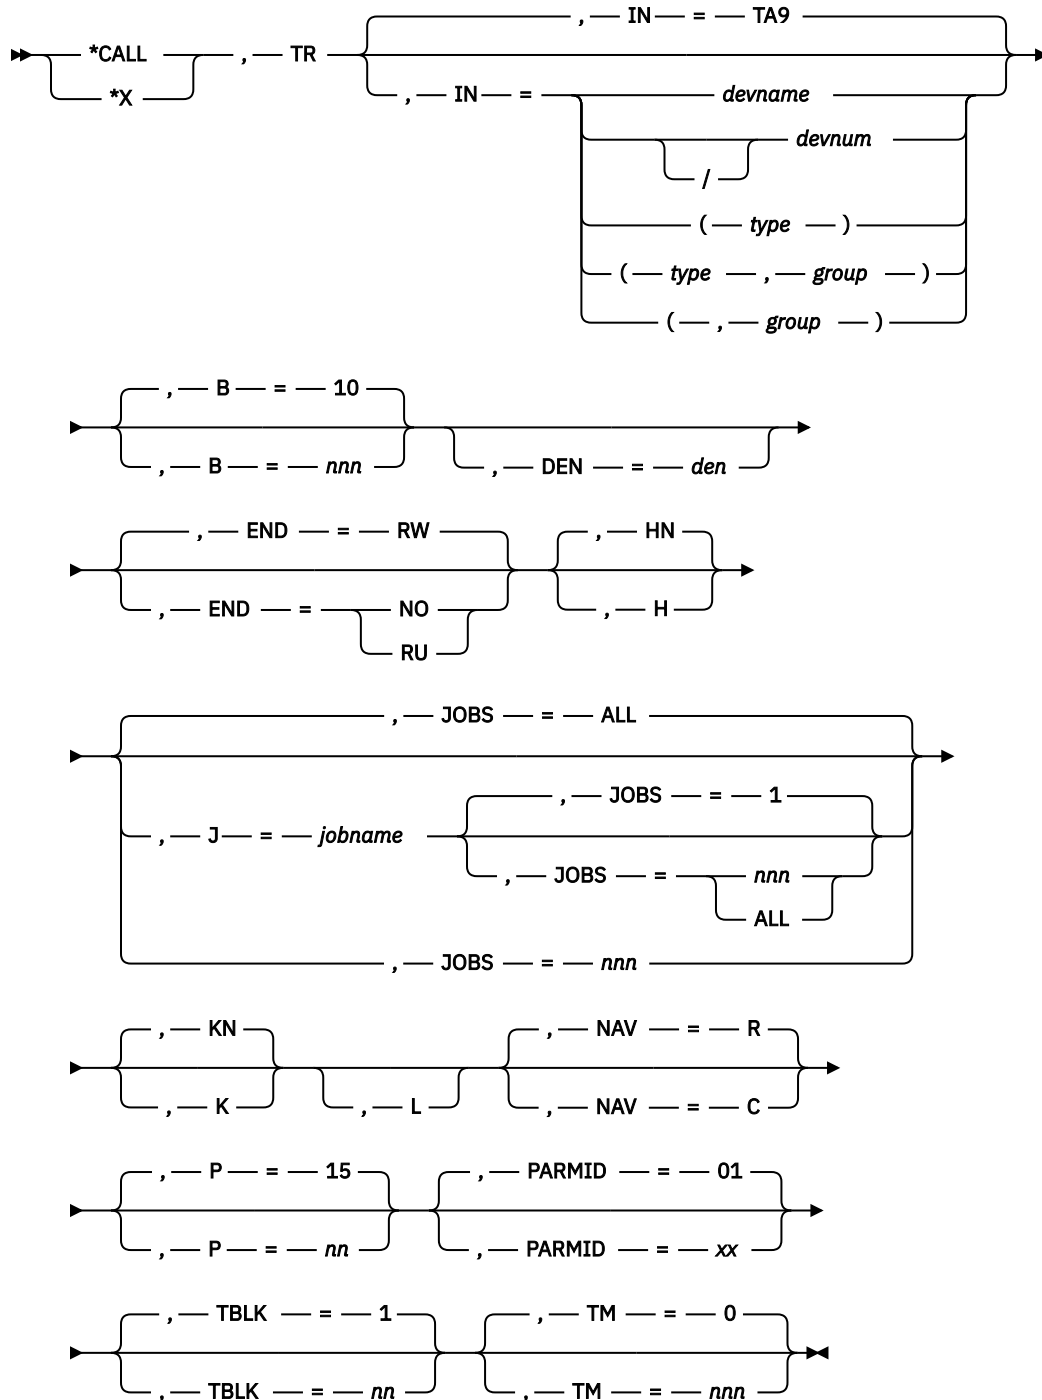 , IN = TA9
*CALL , TR
*X
, IN = devname
devnum
/
( type )
( type , group )
( , group )
, B = 10
, B = nnn
, DEN = den
, END = RW
, HN
, END = NO
, H
RU
, JOBS = ALL
, JOBS = 1
, J = jobname
, JOBS = nnn
ALL
, JOBS = nnn
, KN
, NAV = R
, K
, L
, NAV = C
, P = 15
, PARMID = 01
, P = nn
, PARMID = xx
, TBLK = 1
, TM = 0
, TBLK = nn
, TM = nnn